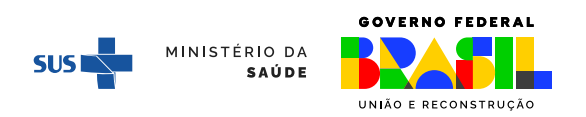 SUS
MINISTÉRIO DA
SAÚDE
GOVERNO FEDERAL
BRASIL
UNIÃO E RECONSTRUÇÃO